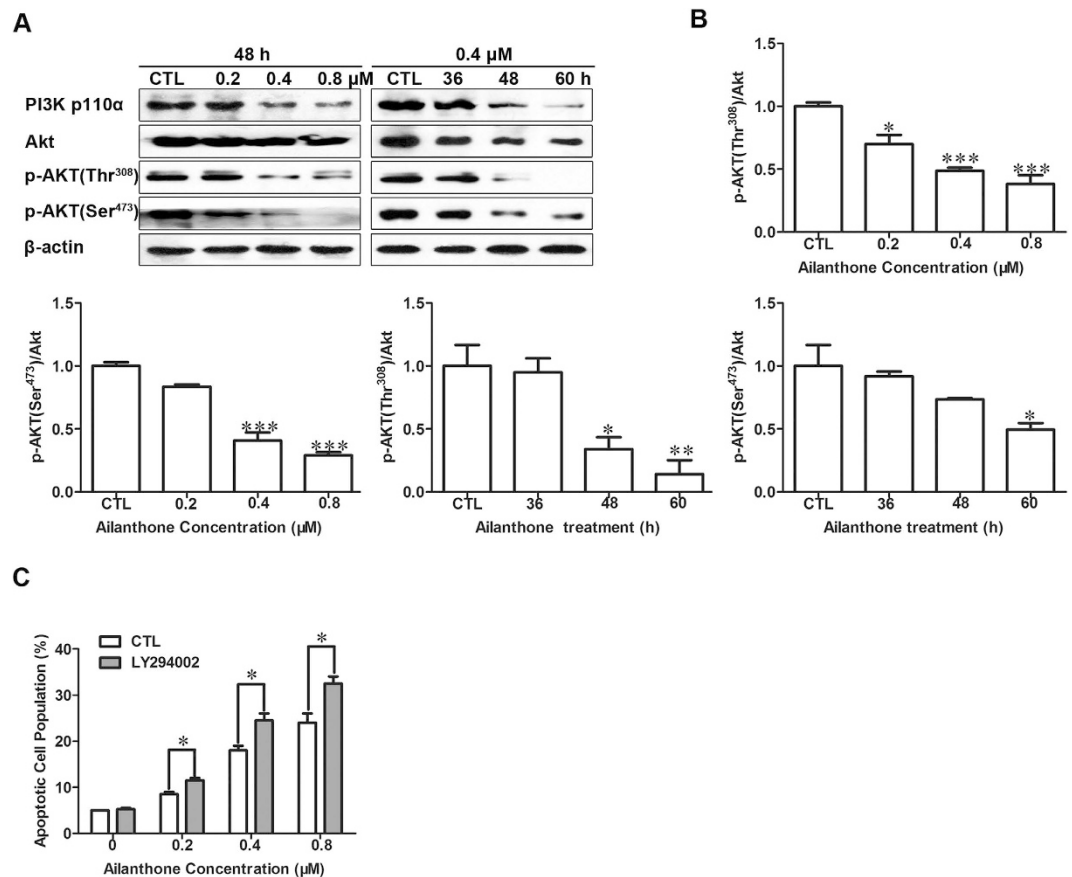 A
48 h
0.4 μM
CTL 0.2 0.4 0.8 μM
CTL 36 48 60 h
PI3K p110α
Akt
p-AKT(Thr308)
p-AKT(Ser473)
β-actin
B
p-AKT(Thr308)/Akt
1.5
1.0
0.5
0.0
*
***
***
CTL 0.2 0.4 0.8
Ailanthone Concentration (μM)
p-AKT(Ser473)/Akt
1.5
1.0
0.5
0.0
***
***
CTL 0.2 0.4 0.8
Ailanthone Concentration (μM)
p-AKT(Thr308)/Akt
1.5
1.0
0.5
0.0
*
**
CTL 36 48 60
Ailanthone treatment (h)
p-AKT(Ser473)/Akt
1.5
1.0
0.5
0.0
*
CTL 36 48 60
Ailanthone treatment (h)
C
Apoptotic Cell Population (%)
40
30
20
10
0
CTL
LY294002
*
*
*
0 0.2 0.4 0.8
Ailanthone Concentration (μM)